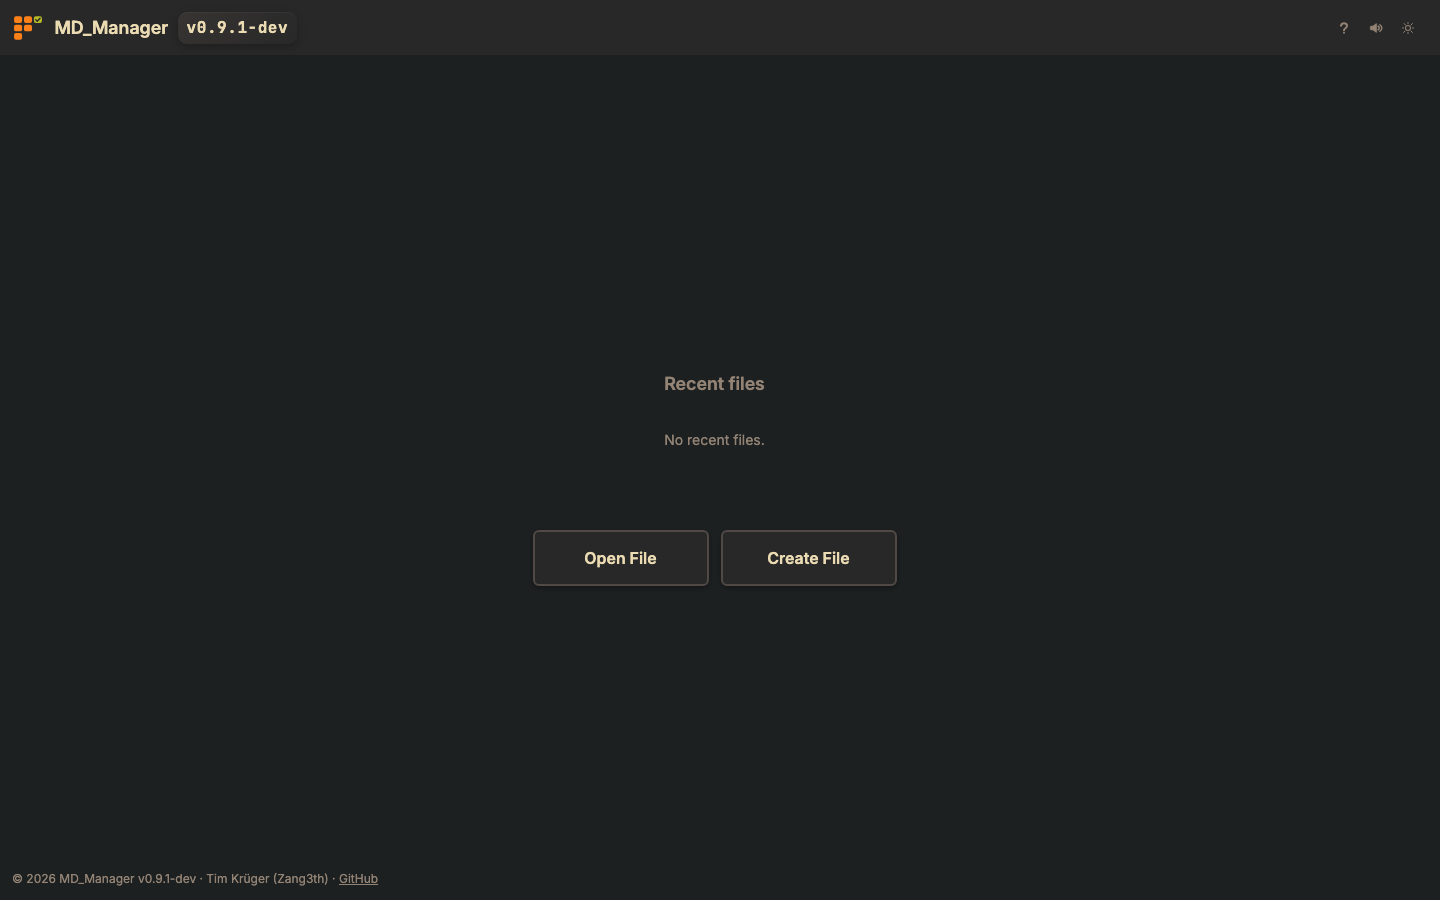 MD_Manager v0.9.1-dev ?
Recent files
No recent files.
Open File Create File
© 2026 MD_Manager v0.9.1-dev · Tim Krüger (Zang3th) · GitHub